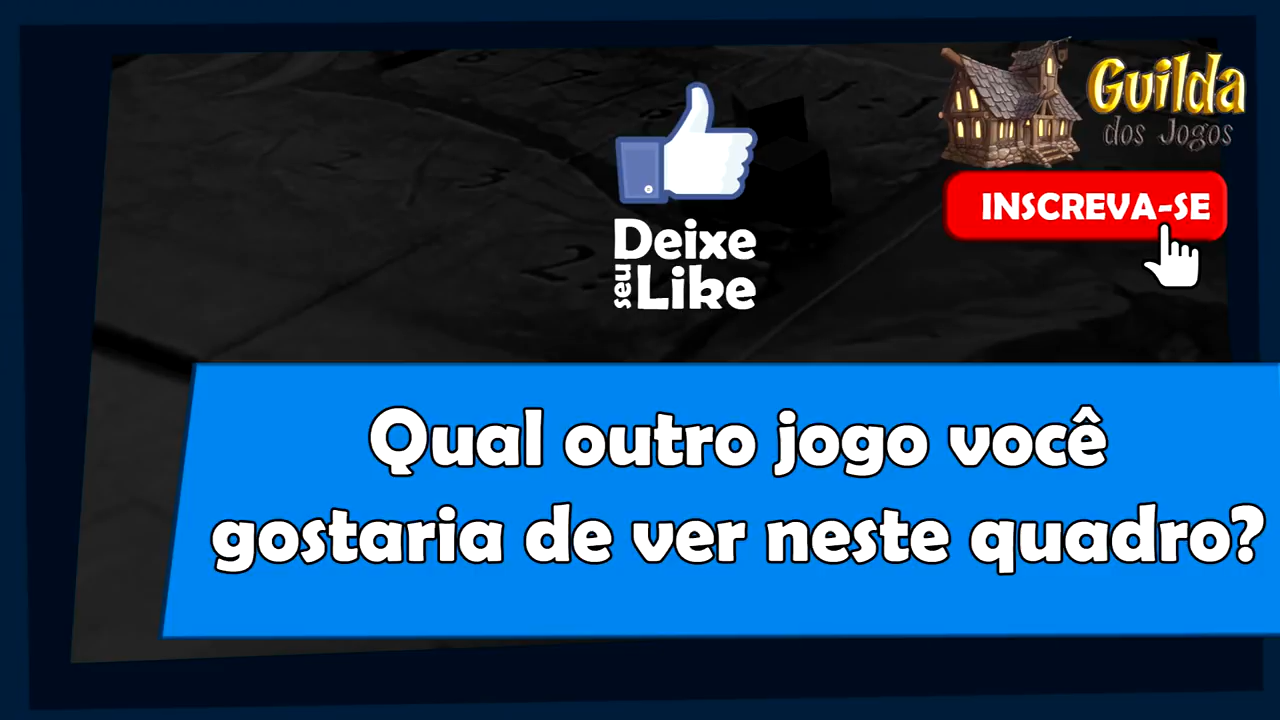 Guilda
dos Jogos
INSCREVA-SE
Deixe
seu Like
Qual outro jogo você
gostaria de ver neste quadro?